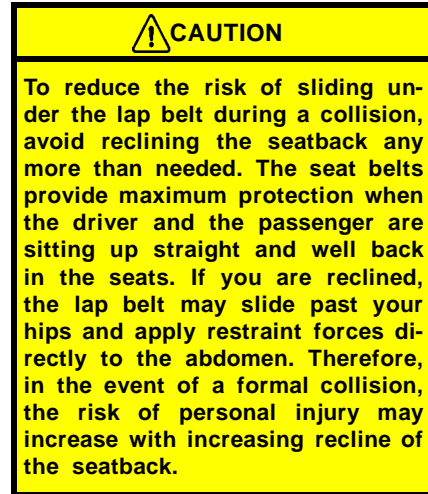 CAUTION
To reduce the risk of sliding un-
der the lap belt during a collision,
avoid reclining the seatback any
more than needed. The seat belts
provide maximum protection when
the driver and the passenger are
sitting up straight and well back
in the seats. If you are reclined,
the lap belt may slide past your
hips and apply restraint forces di-
rectly to the abdomen. Therefore,
in the event of a formal collision,
the risk of personal injury may
increase with increasing recline of
the seatback.